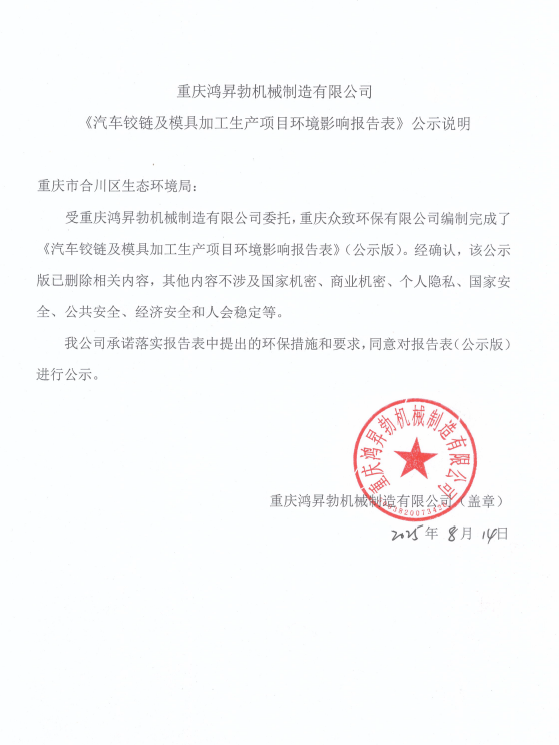 重庆鸿昇勃机械制造有限公司
《汽车铰链及模具加工生产项目环境影响报告表》公示说明
重庆市合川区生态环境局：
受重庆鸿昇勃机械制造有限公司委托，重庆众致环保有限公司编制完成了
《汽车铰链及模具加工生产项目环境影响报告表》（公示版）。经确认，该公示
版已删除相关内容，其他内容不涉及国家机密、商业机密、个人隐私、国家安
全、公共安全、经济安全和人会稳定等。
我公司承诺落实报告表中提出的环保措施和要求，同意对报告表（公示版）
进行公示。
重庆鸿昇勃机械制造有限公司
重庆鸿昇勃机械制造有限公司（盖章）
2025年 8月 14日